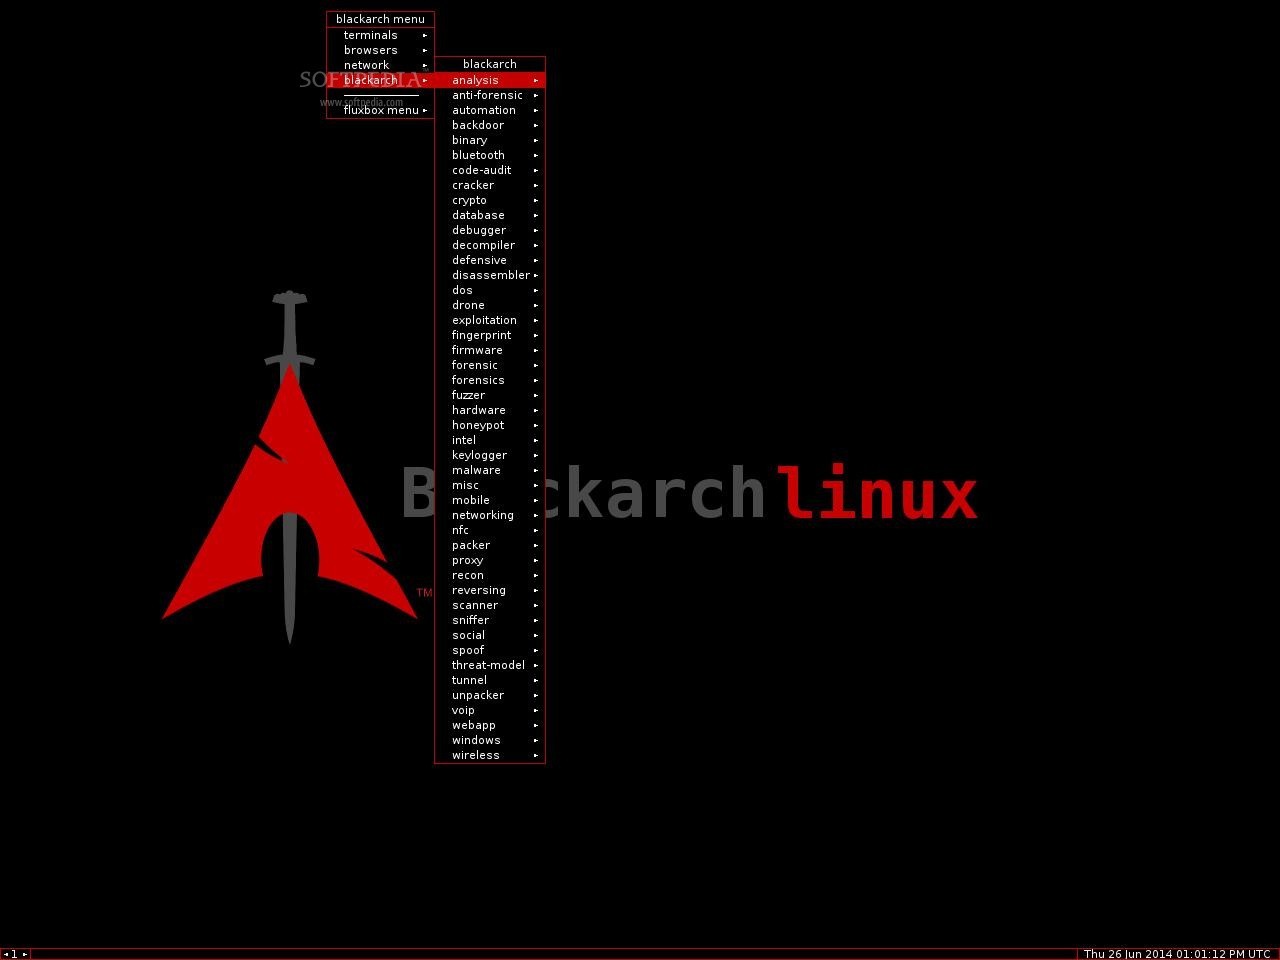 blackarch menu
terminals
browsers
network
blackarch
fluxbox menu
SOFTPEDIA
www.softpedia.com
blackarch
analysis
anti-forensic
automation
backdoor
binary
bluetooth
code-audit
cracker
crypto
database
debugger
decompiler
defensive
disassembler
dos
drone
exploitation
fingerprint
firmware
forensic
forensics
fuzzer
hardware
honeypot
intel
keylogger
malware
misc
mobile
networking
nfc
packer
proxy
recon
reversing
scanner
sniffer
social
spoof
threat-model
tunnel
unpacker
voip
webapp
windows
wireless
B ckarch linux
TM
1
Thu 26 Jun 2014 01:01:12 PM UTC